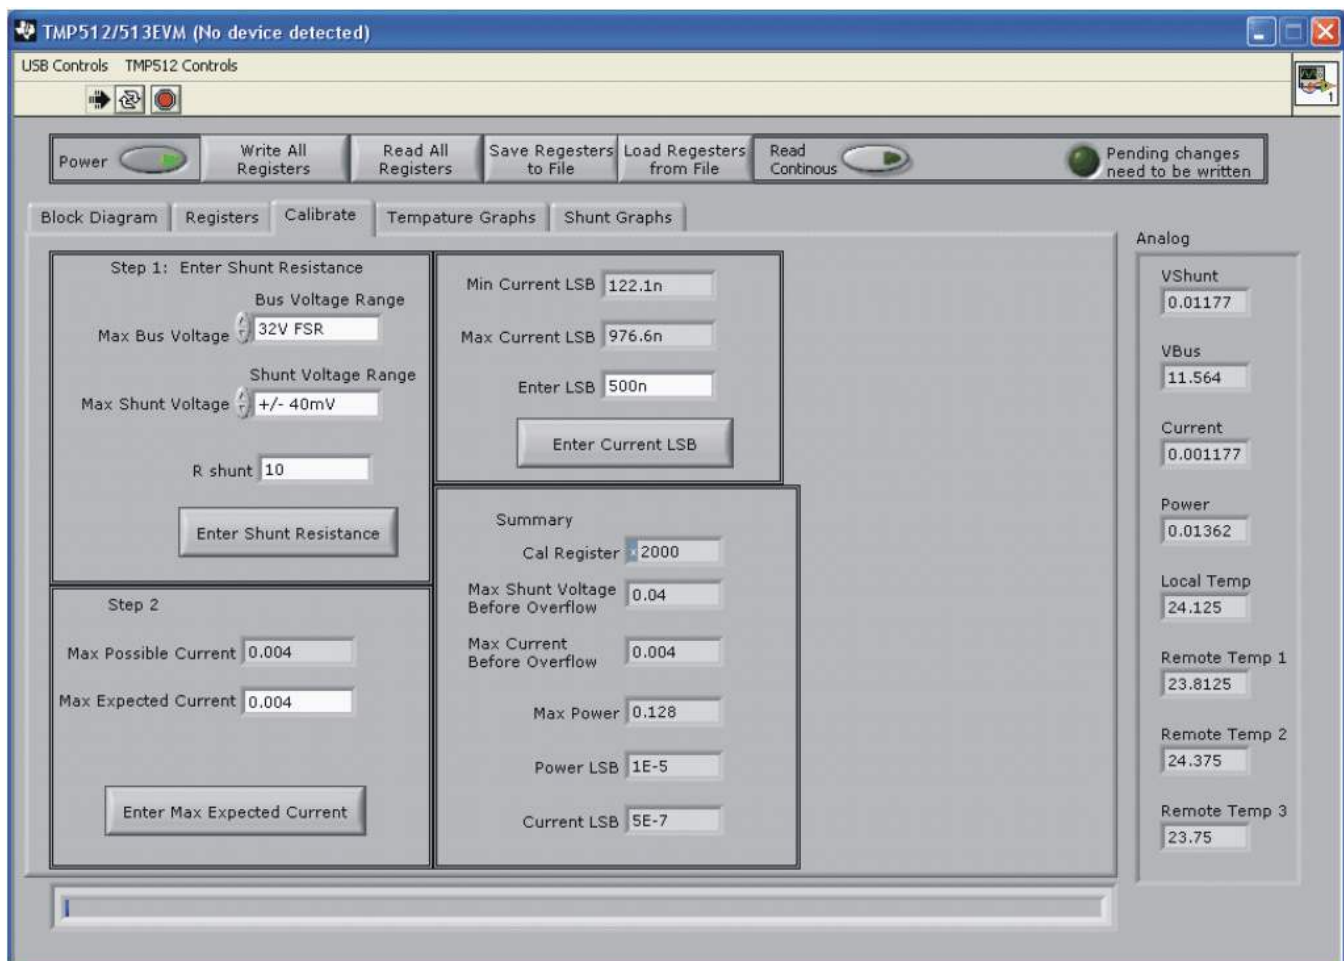 TMP512/513EVM (No device detected)
USB Controls TMP512 Controls
1
Power
Write All
Registers
Read All
Registers
Save Regesters
to File
Load Regesters
from File
Read
Continous
Pending changes
need to be written
Block Diagram
Registers
Calibrate
Tempature Graphs
Shunt Graphs
Step 1: Enter Shunt Resistance
Bus Voltage Range
Max Bus Voltage 32V FSR
Shunt Voltage Range
Max Shunt Voltage +/- 40mV
R shunt 10
Enter Shunt Resistance
Step 2
Max Possible Current 0.004
Max Expected Current 0.004
Enter Max Expected Current
Min Current LSB 122.1n
Max Current LSB 976.6n
Enter LSB 500n
Enter Current LSB
Summary
Cal Register x 2000
Max Shunt Voltage
Before Overflow 0.04
Max Current
Before Overflow 0.004
Max Power 0.128
Power LSB 1E-5
Current LSB 5E-7
Analog
VShunt
0.01177
VBus
11.564
Current
0.001177
Power
0.01362
Local Temp
24.125
Remote Temp 1
23.8125
Remote Temp 2
24.375
Remote Temp 3
23.75